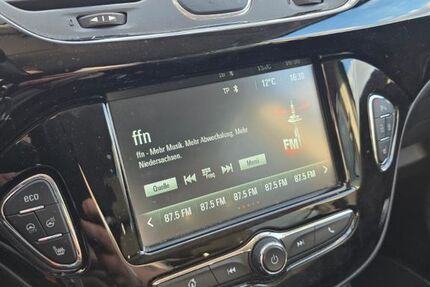 TP 12°C 16:30
ffn
ffn - Mehr Musik. Mehr Abwechslung. Mehr
Niedersachsen.
FM
Quelle Menü
87.5 FM 87.5 FM 87.5 FM 87.5 FM 87.5 FM
eco